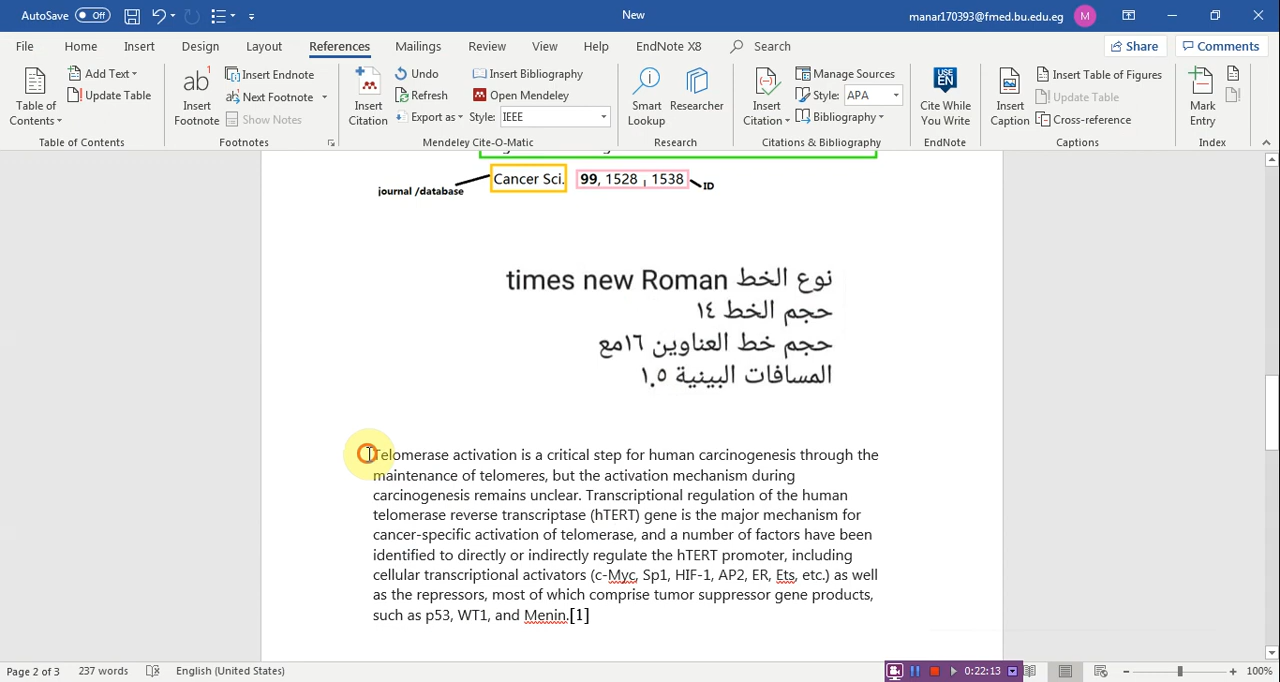 AutoSave Off
New
manar170393@fmed.bu.edu.eg M
File Home Insert Design Layout References Mailings Review View Help EndNote X8 Search Share Comments
Table of Contents
Add Text
Update Table
Table of Contents
ab1
Insert Footnote
Insert Endnote
Next Footnote
Show Notes
Footnotes
Insert Citation
Undo
Refresh
Export as
Insert Bibliography
Open Mendeley
Style: IEEE
Mendeley Cite-O-Matic
Smart Lookup
Researcher
Research
Insert Citation
Manage Sources
Style: APA
Bibliography
Citations & Bibliography
USE EN
Cite While You Write
EndNote
Insert Caption
Insert Table of Figures
Update Table
Cross-reference
Captions
Mark Entry
Index
journal /database
Cancer Sci. 99, 1528 1538
ID
نوع الخط times new Roman
حجم الخط ١٤
حجم خط العناوين ١٦مع
المسافات البينية ١.٥
Telomerase activation is a critical step for human carcinogenesis through the
maintenance of telomeres, but the activation mechanism during
carcinogenesis remains unclear. Transcriptional regulation of the human
telomerase reverse transcriptase (hTERT) gene is the major mechanism for
cancer-specific activation of telomerase, and a number of factors have been
identified to directly or indirectly regulate the hTERT promoter, including
cellular transcriptional activators (c-Myc, Sp1, HIF-1, AP2, ER, Ets, etc.) as well
as the repressors, most of which comprise tumor suppressor gene products,
such as p53, WT1, and Menin.[1]
Page 2 of 3 237 words English (United States) 0:22:13 100%